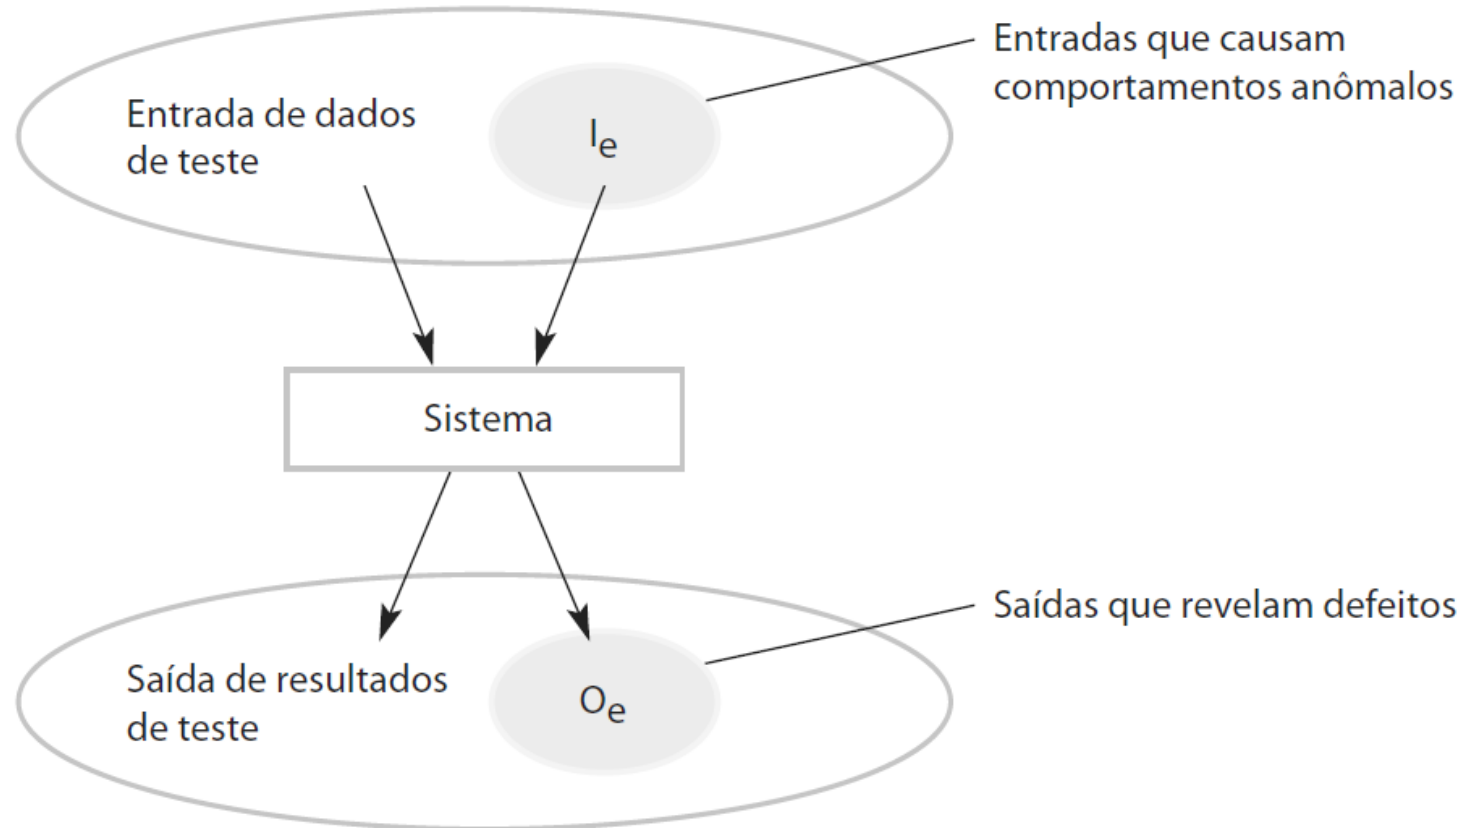 Entradas que causam
comportamentos anômalos
Entrada de dados
de teste
Ie
Sistema
Saídas que revelam defeitos
Saída de resultados
de teste
Oe